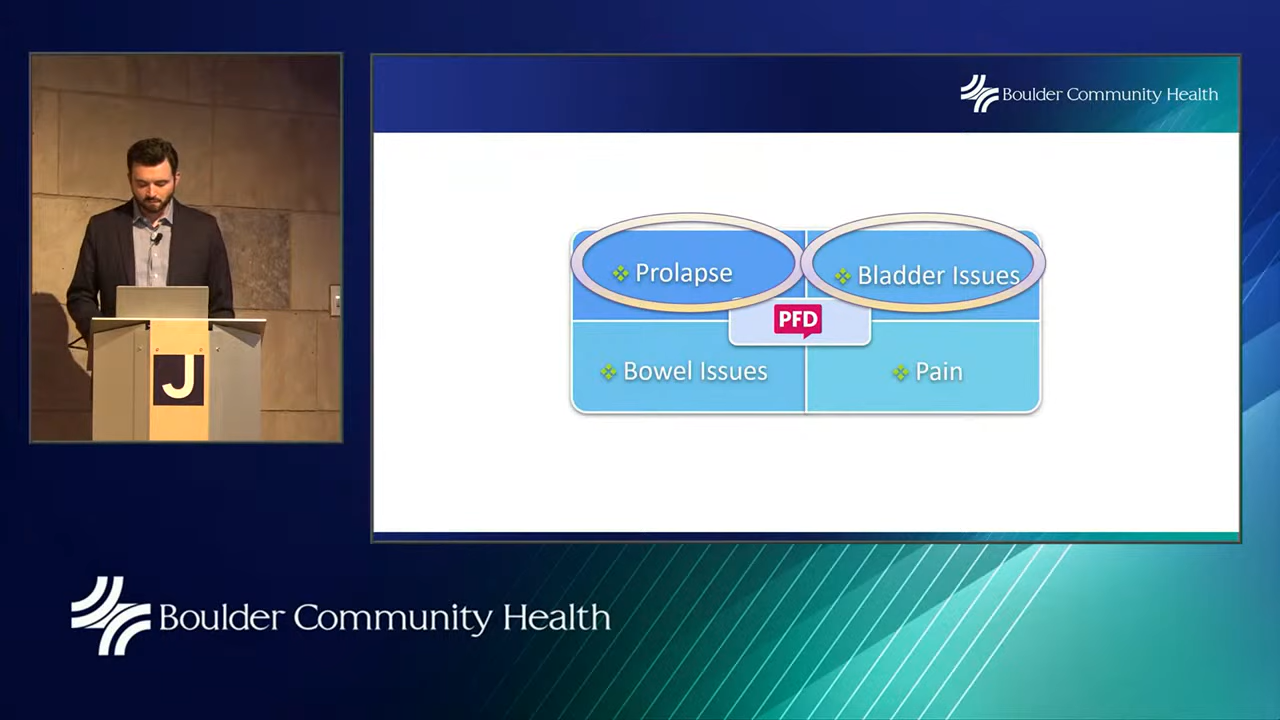 Boulder Community Health
Prolapse
Bladder Issues
PFD
Bowel Issues
Pain
J
Boulder Community Health